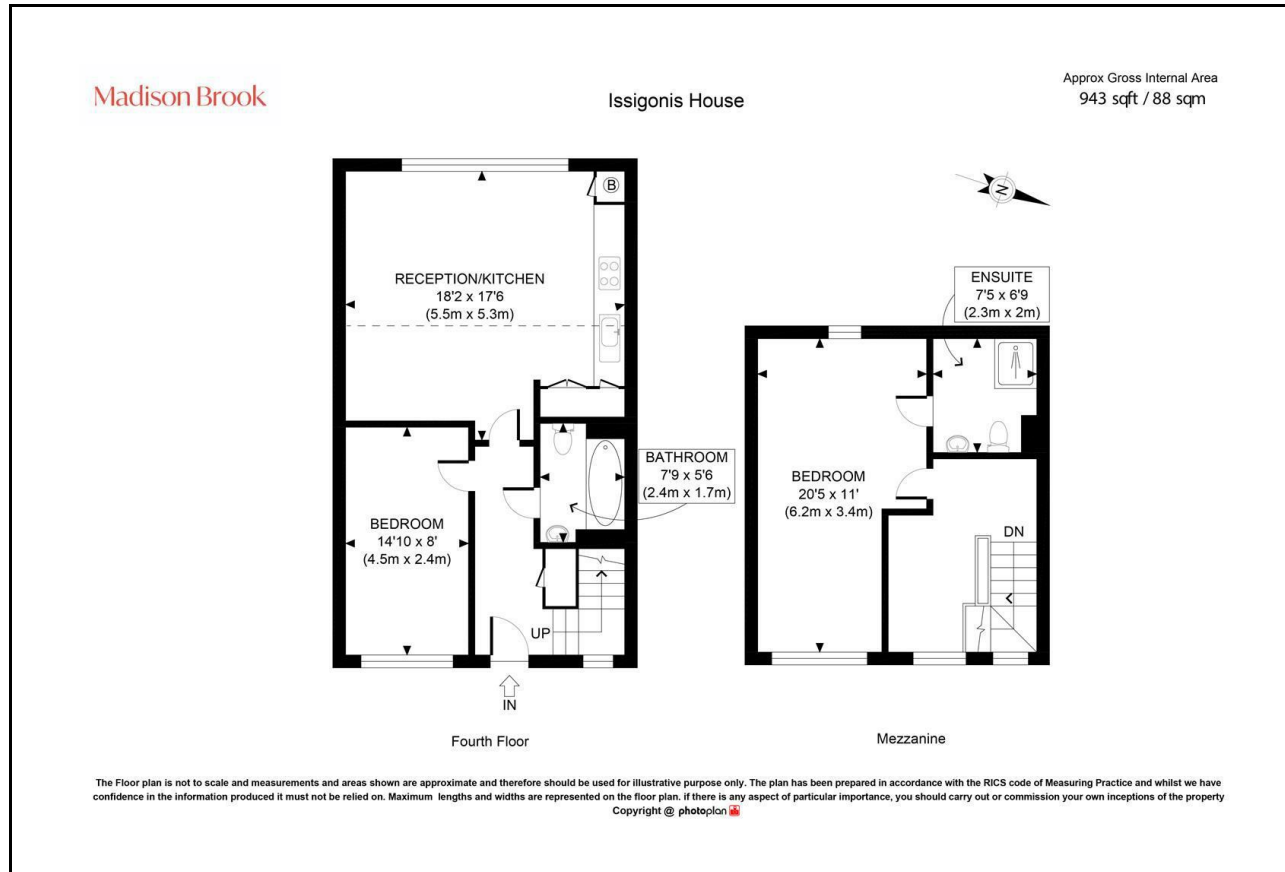 Madison Brook
Issigonis House
Approx Gross Internal Area
943 sqft / 88 sqm
B
N
RECEPTION/KITCHEN
18'2 x 17'6
(5.5m x 5.3m)
ENSUITE
7'5 x 6'9
(2.3m x 2m)
BATHROOM
7'9 x 5'6
(2.4m x 1.7m)
BEDROOM
14'10 x 8'
(4.5m x 2.4m)
BEDROOM
20'5 x 11'
(6.2m x 3.4m)
DN
UP
IN
Fourth Floor
Mezzanine
The Floor plan is not to scale and measurements and areas shown are approximate and therefore should be used for illustrative purpose only. The plan has been prepared in accordance with the RICS code of Measuring Practice and whilst we have
confidence in the information produced it must not be relied on. Maximum lengths and widths are represented on the floor plan. if there is any aspect of particular importance, you should carry out or commission your own inceptions of the property
Copyright @ photoplan